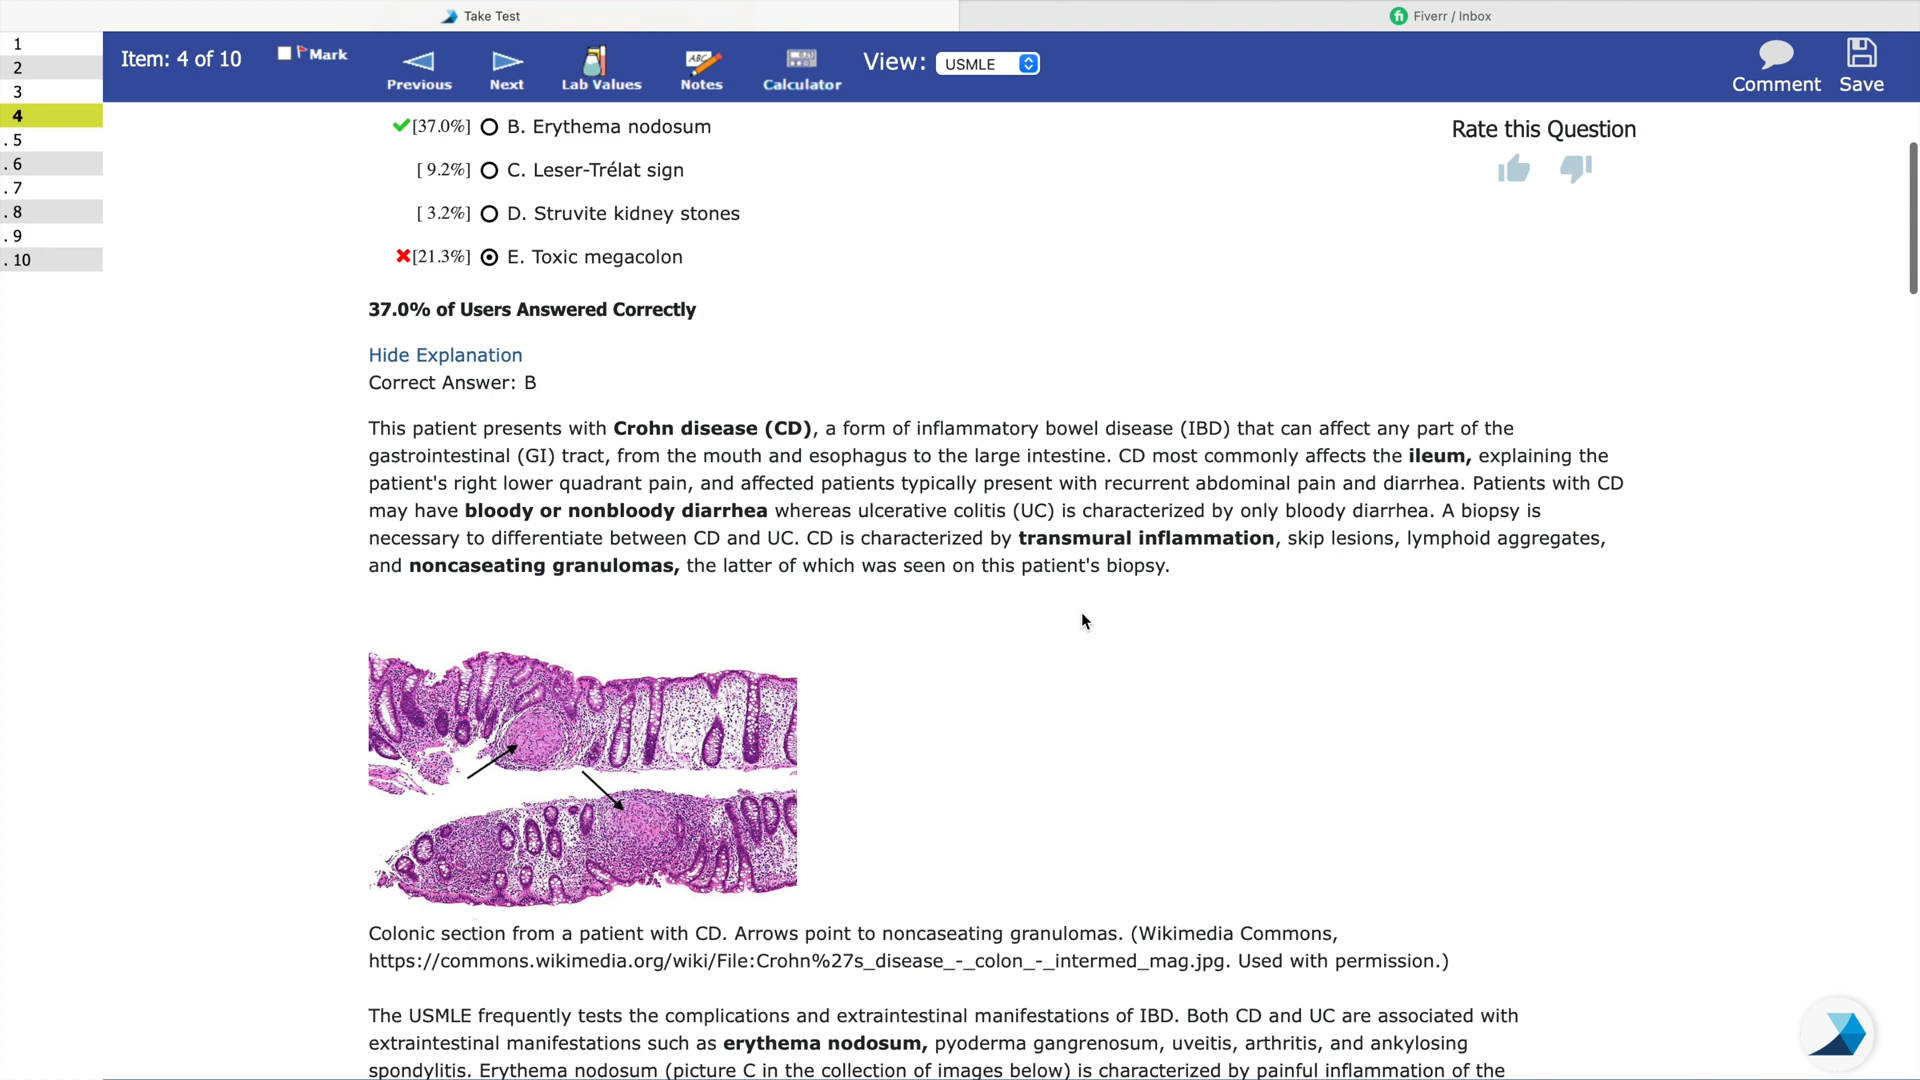 Take Test
Fiverr / Inbox
1
2
3
4
. 5
. 6
. 7
. 8
. 9
. 10
Item: 4 of 10
Mark
Previous
Next
Lab Values
ABC
Notes
0.25
Calculator
View:
USMLE
Comment
Save
[37.0%] B. Erythema nodosum
[ 9.2%] C. Leser-Trélat sign
[ 3.2%] D. Struvite kidney stones
[21.3%] E. Toxic megacolon
Rate this Question
37.0% of Users Answered Correctly
Hide Explanation
Correct Answer: B
This patient presents with Crohn disease (CD), a form of inflammatory bowel disease (IBD) that can affect any part of the
gastrointestinal (GI) tract, from the mouth and esophagus to the large intestine. CD most commonly affects the ileum, explaining the
patient's right lower quadrant pain, and affected patients typically present with recurrent abdominal pain and diarrhea. Patients with CD
may have bloody or nonbloody diarrhea whereas ulcerative colitis (UC) is characterized by only bloody diarrhea. A biopsy is
necessary to differentiate between CD and UC. CD is characterized by transmural inflammation, skip lesions, lymphoid aggregates,
and noncaseating granulomas, the latter of which was seen on this patient's biopsy.
Colonic section from a patient with CD. Arrows point to noncaseating granulomas. (Wikimedia Commons,
https://commons.wikimedia.org/wiki/File:Crohn%27s_disease_-_colon_-_intermed_mag.jpg. Used with permission.)
The USMLE frequently tests the complications and extraintestinal manifestations of IBD. Both CD and UC are associated with
extraintestinal manifestations such as erythema nodosum, pyoderma gangrenosum, uveitis, arthritis, and ankylosing
spondylitis. Erythema nodosum (picture C in the collection of images below) is characterized by painful inflammation of the